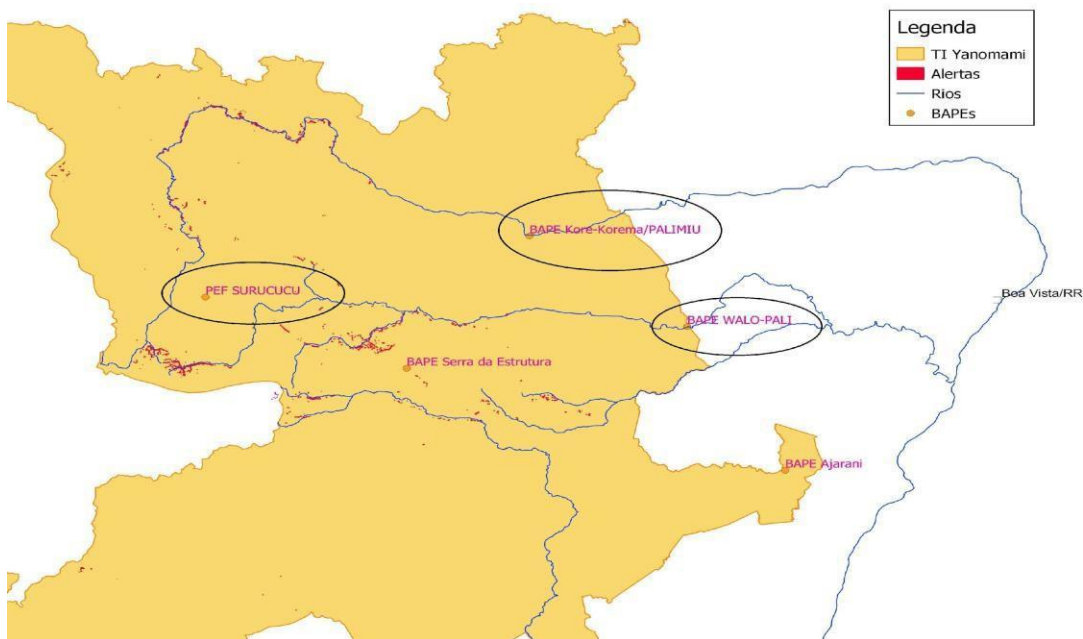 Legenda
TI Yanomami
Alertas
Rios
BAPEs
BAPE Kore-Korema/PALIMIU
PEF SURUCUCU
Boa Vista/RR
BAPE WALO-PALI
BAPE Serra da Estrutura
BAPE Ajarani